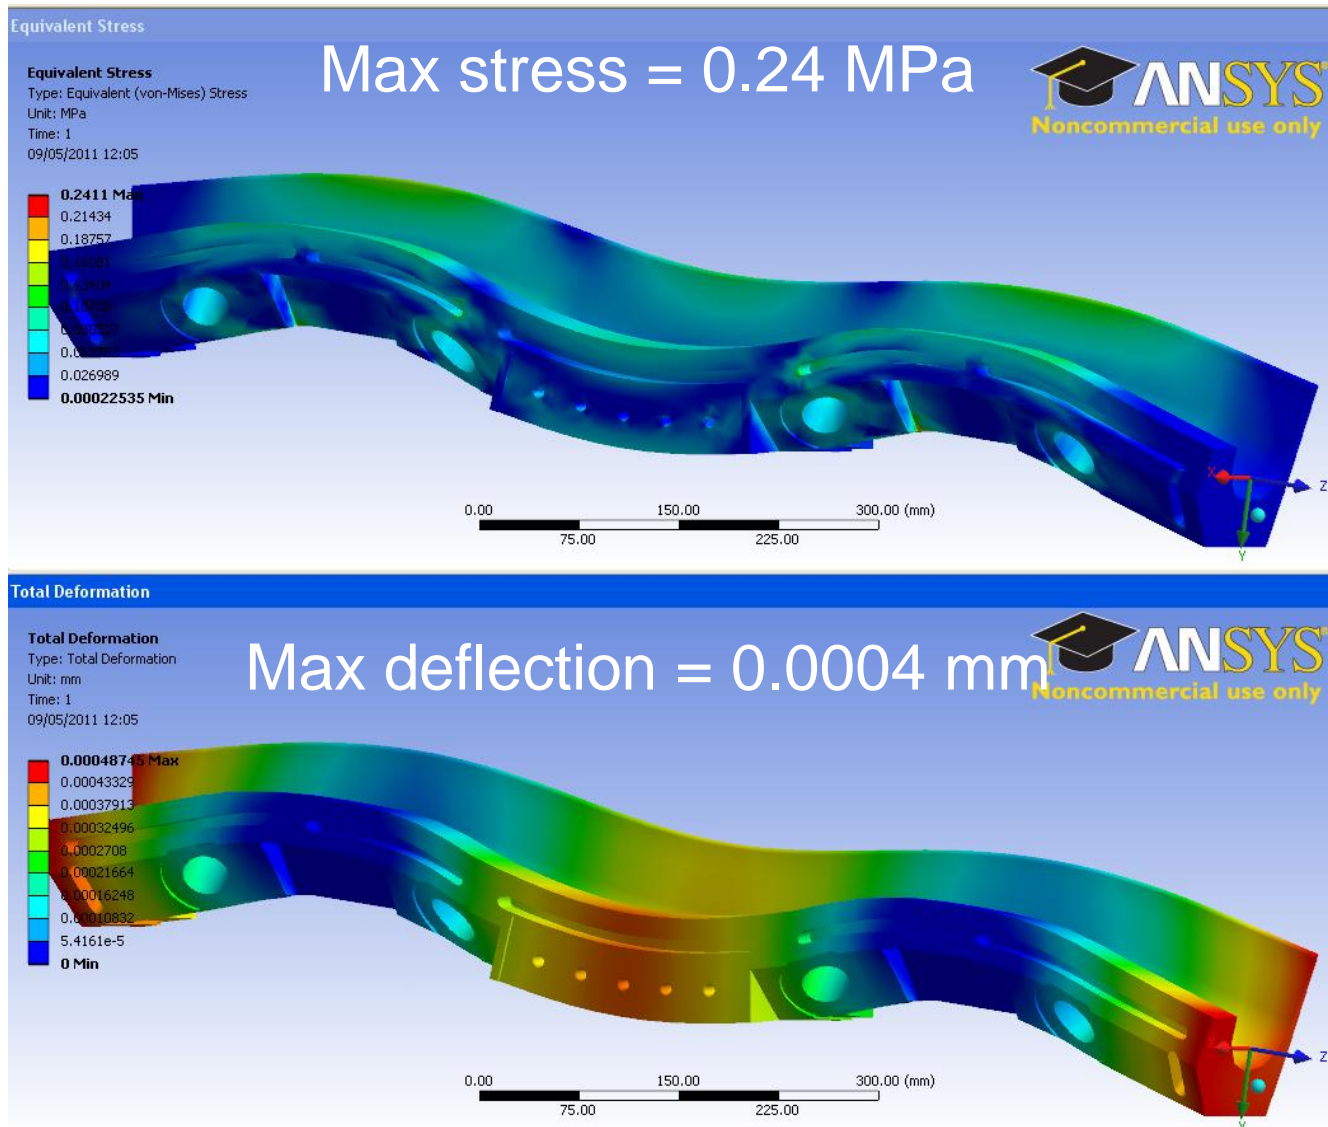 Equivalent Stress
Max stress = 0.24 MPa
ANSYS
Noncommercial use only
Equivalent Stress
Type: Equivalent (von-Mises) Stress
Unit: MPa
Time: 1
09/05/2011 12:05
0.2411 Max
0.21434
0.18757
0.026989
0.00022535 Min
X
Z
Y
0.00
150.00
300.00 (mm)
75.00
225.00
Total Deformation
Max deflection = 0.0004 mm
ANSYS
Noncommercial use only
Total Deformation
Type: Total Deformation
Unit: mm
Time: 1
09/05/2011 12:05
0.00048745 Max
0.00043329
0.00037913
0.00032496
0.0002708
0.00021664
0.00016248
0.00010832
5.4161e-5
0 Min
Z
Y
0.00
150.00
300.00 (mm)
75.00
225.00